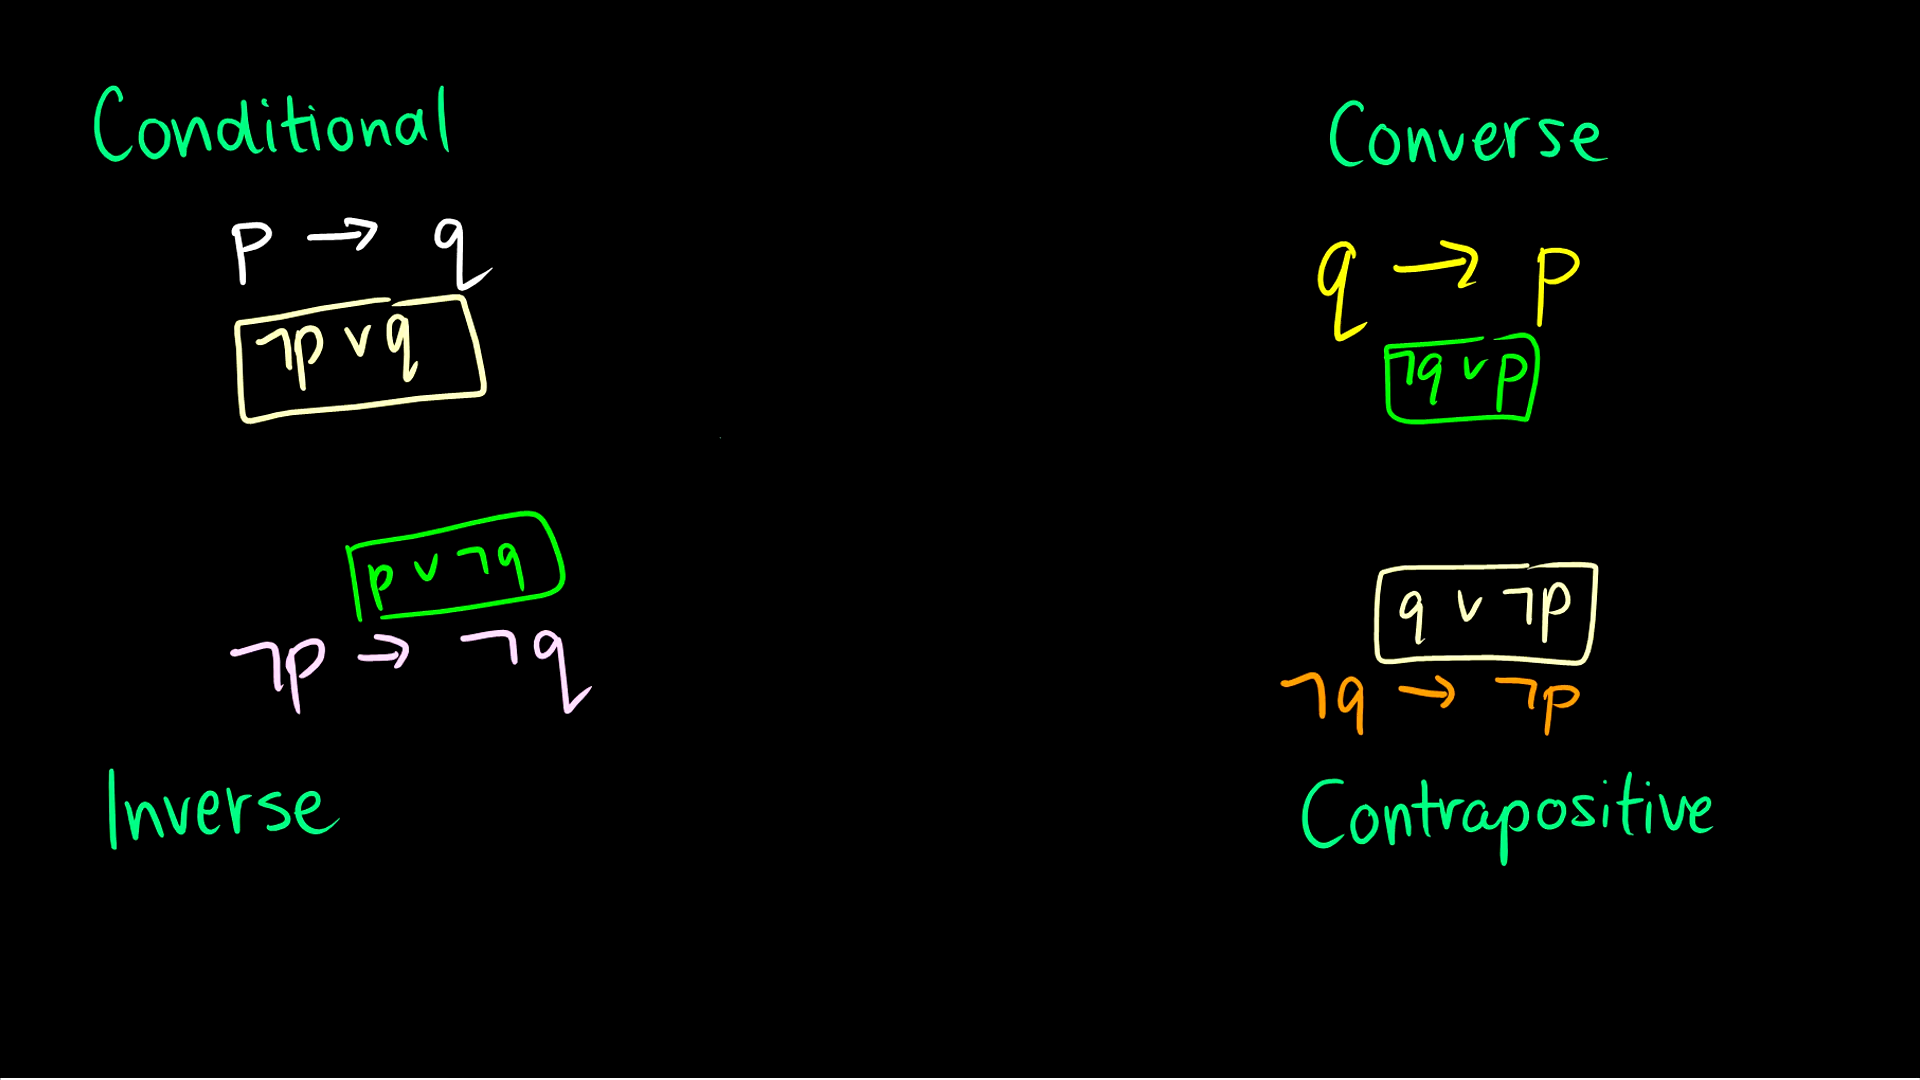 Conditional
p → q
¬p ∨ q
Converse
q → p
¬q ∨ p
p ∨ ¬q
¬p → ¬q
Inverse
q ∨ ¬p
¬q → ¬p
Contrapositive